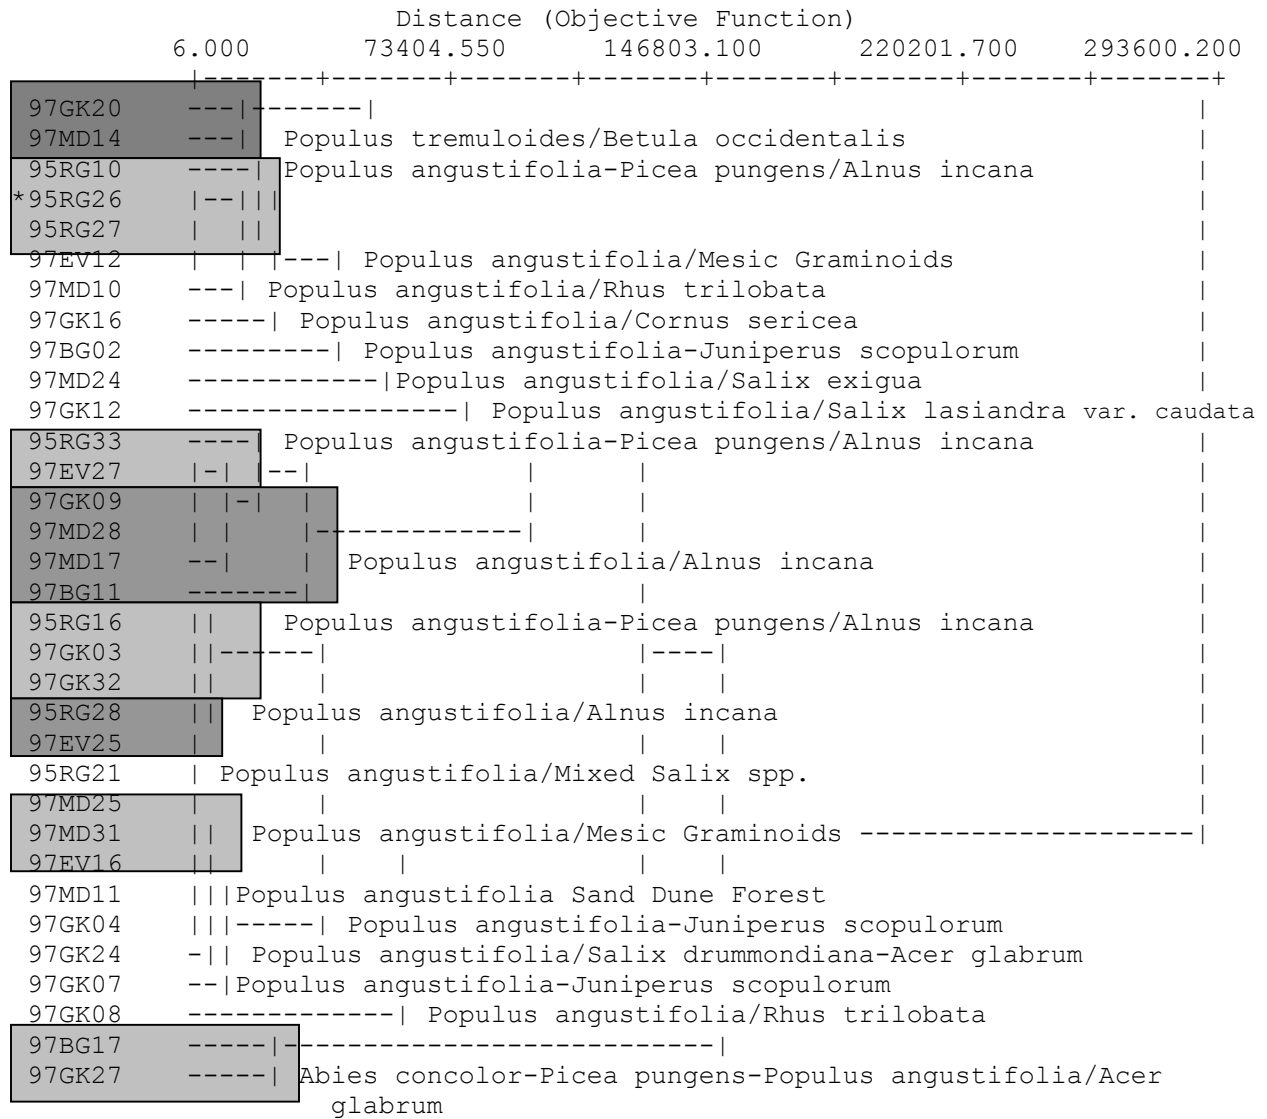 Distance (Objective Function)
6.000 73404.550 146803.100 220201.700 293600.200
|-------+-------+-------+-------+-------+-------+-------+-------+
97GK20 ---|-------| |
97MD14 ---| Populus tremuloides/Betula occidentalis |
95RG10 ----| Populus angustifolia-Picea pungens/Alnus incana |
*95RG26 |--||| |
95RG27 | || |
97EV12 | | |---| Populus angustifolia/Mesic Graminoids |
97MD10 ---| Populus angustifolia/Rhus trilobata |
97GK16 -----| Populus angustifolia/Cornus sericea |
97BG02 ---------| Populus angustifolia-Juniperus scopulorum |
97MD24 ------------|Populus angustifolia/Salix exigua |
97GK12 -----------------| Populus angustifolia/Salix lasiandra var. caudata
95RG33 ----| Populus angustifolia-Picea pungens/Alnus incana |
97EV27 |-| |--| | | |
97GK09 | |-| | | | |
97MD28 | | |-------------| | |
97MD17 --| | Populus angustifolia/Alnus incana |
97BG11 -------| | |
95RG16 || Populus angustifolia-Picea pungens/Alnus incana |
97GK03 ||------| |----| |
97GK32 || | | | |
95RG28 || Populus angustifolia/Alnus incana |
97EV25 | | | | |
95RG21 | Populus angustifolia/Mixed Salix spp. |
97MD25 | | | | |
97MD31 || Populus angustifolia/Mesic Graminoids ---------------------|
97EV16 || | | | |
97MD11 |||Populus angustifolia Sand Dune Forest
97GK04 |||-----| Populus angustifolia-Juniperus scopulorum
97GK24 -|| Populus angustifolia/Salix drummondiana-Acer glabrum
97GK07 --|Populus angustifolia-Juniperus scopulorum
97GK08 -------------| Populus angustifolia/Rhus trilobata
97BG17 -----|---------------------------|
97GK27 -----| Abies concolor-Picea pungens-Populus angustifolia/Acer
glabrum